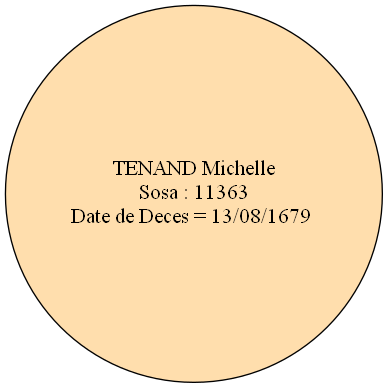 TENAND Michelle
Sosa : 11363
Date de Deces = 13/08/1679